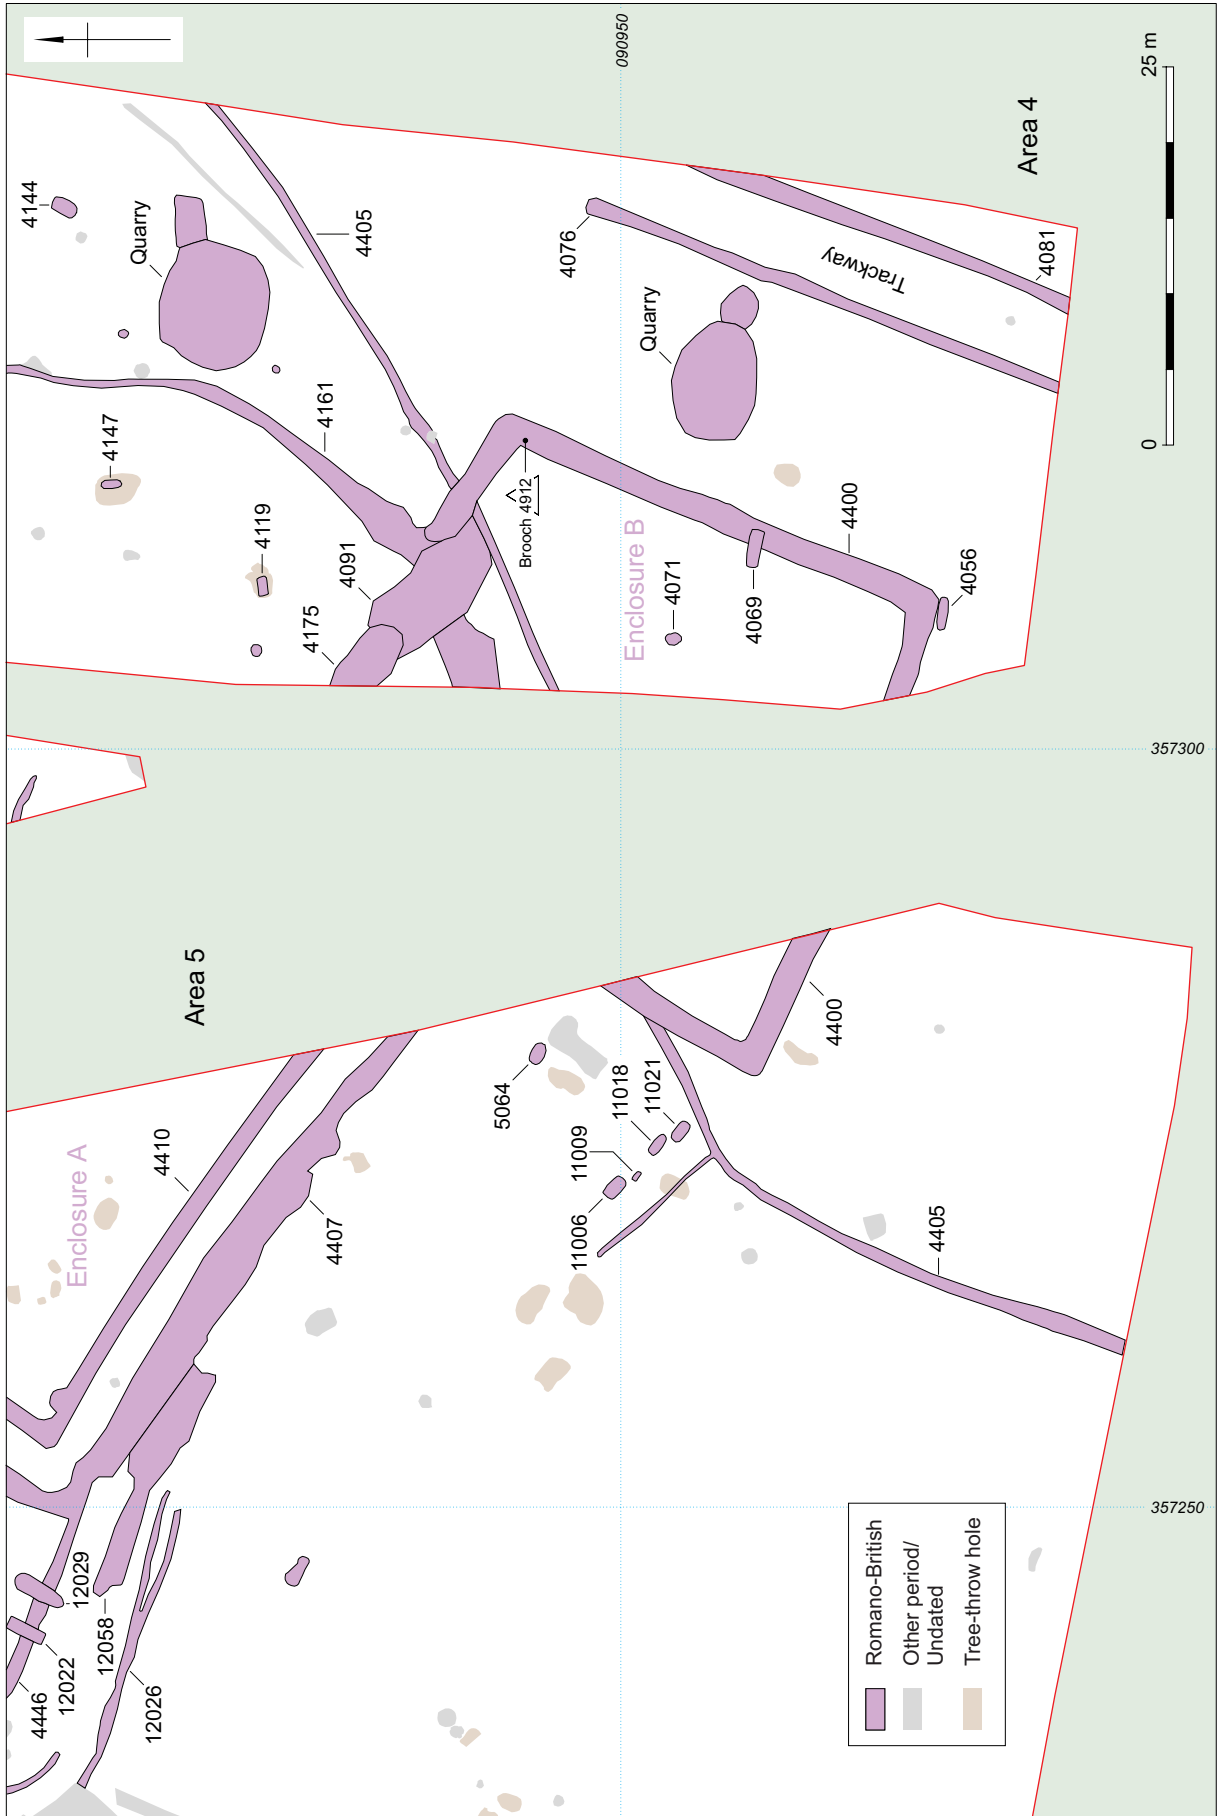 090950
25 m
0
Area 4
4144
Quarry
4405
4076
Trackway
4081
Quarry
4161
4147
4119
4091
4175
Brooch 4912
Enclosure B
4400
4071
4069
4056
357300
Area 5
4400
Enclosure A
4410
4407
5064
11018
11021
11009
11006
4405
357250
12029
12058
12022
4446
12026
Romano-British
Other period/
Undated
Tree-throw hole